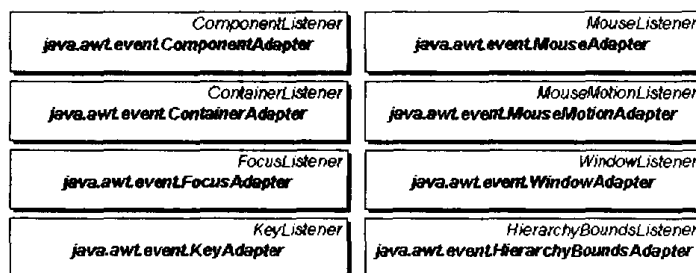 ComponentListener
java.awt.event.ComponentAdapter
MouseListener
java.awt.event.MouseAdapter
ContainerListener
java.awt.event.ContainerAdapter
MouseMotionListener
java.awt.event.MouseMotionAdapter
FocusListener
java.awt.event.FocusAdapter
WindowListener
java.awt.event.WindowAdapter
KeyListener
java.awt.event.KeyAdapter
HierarchyBoundsListener
java.awt.event.HierarchyBoundsAdapter